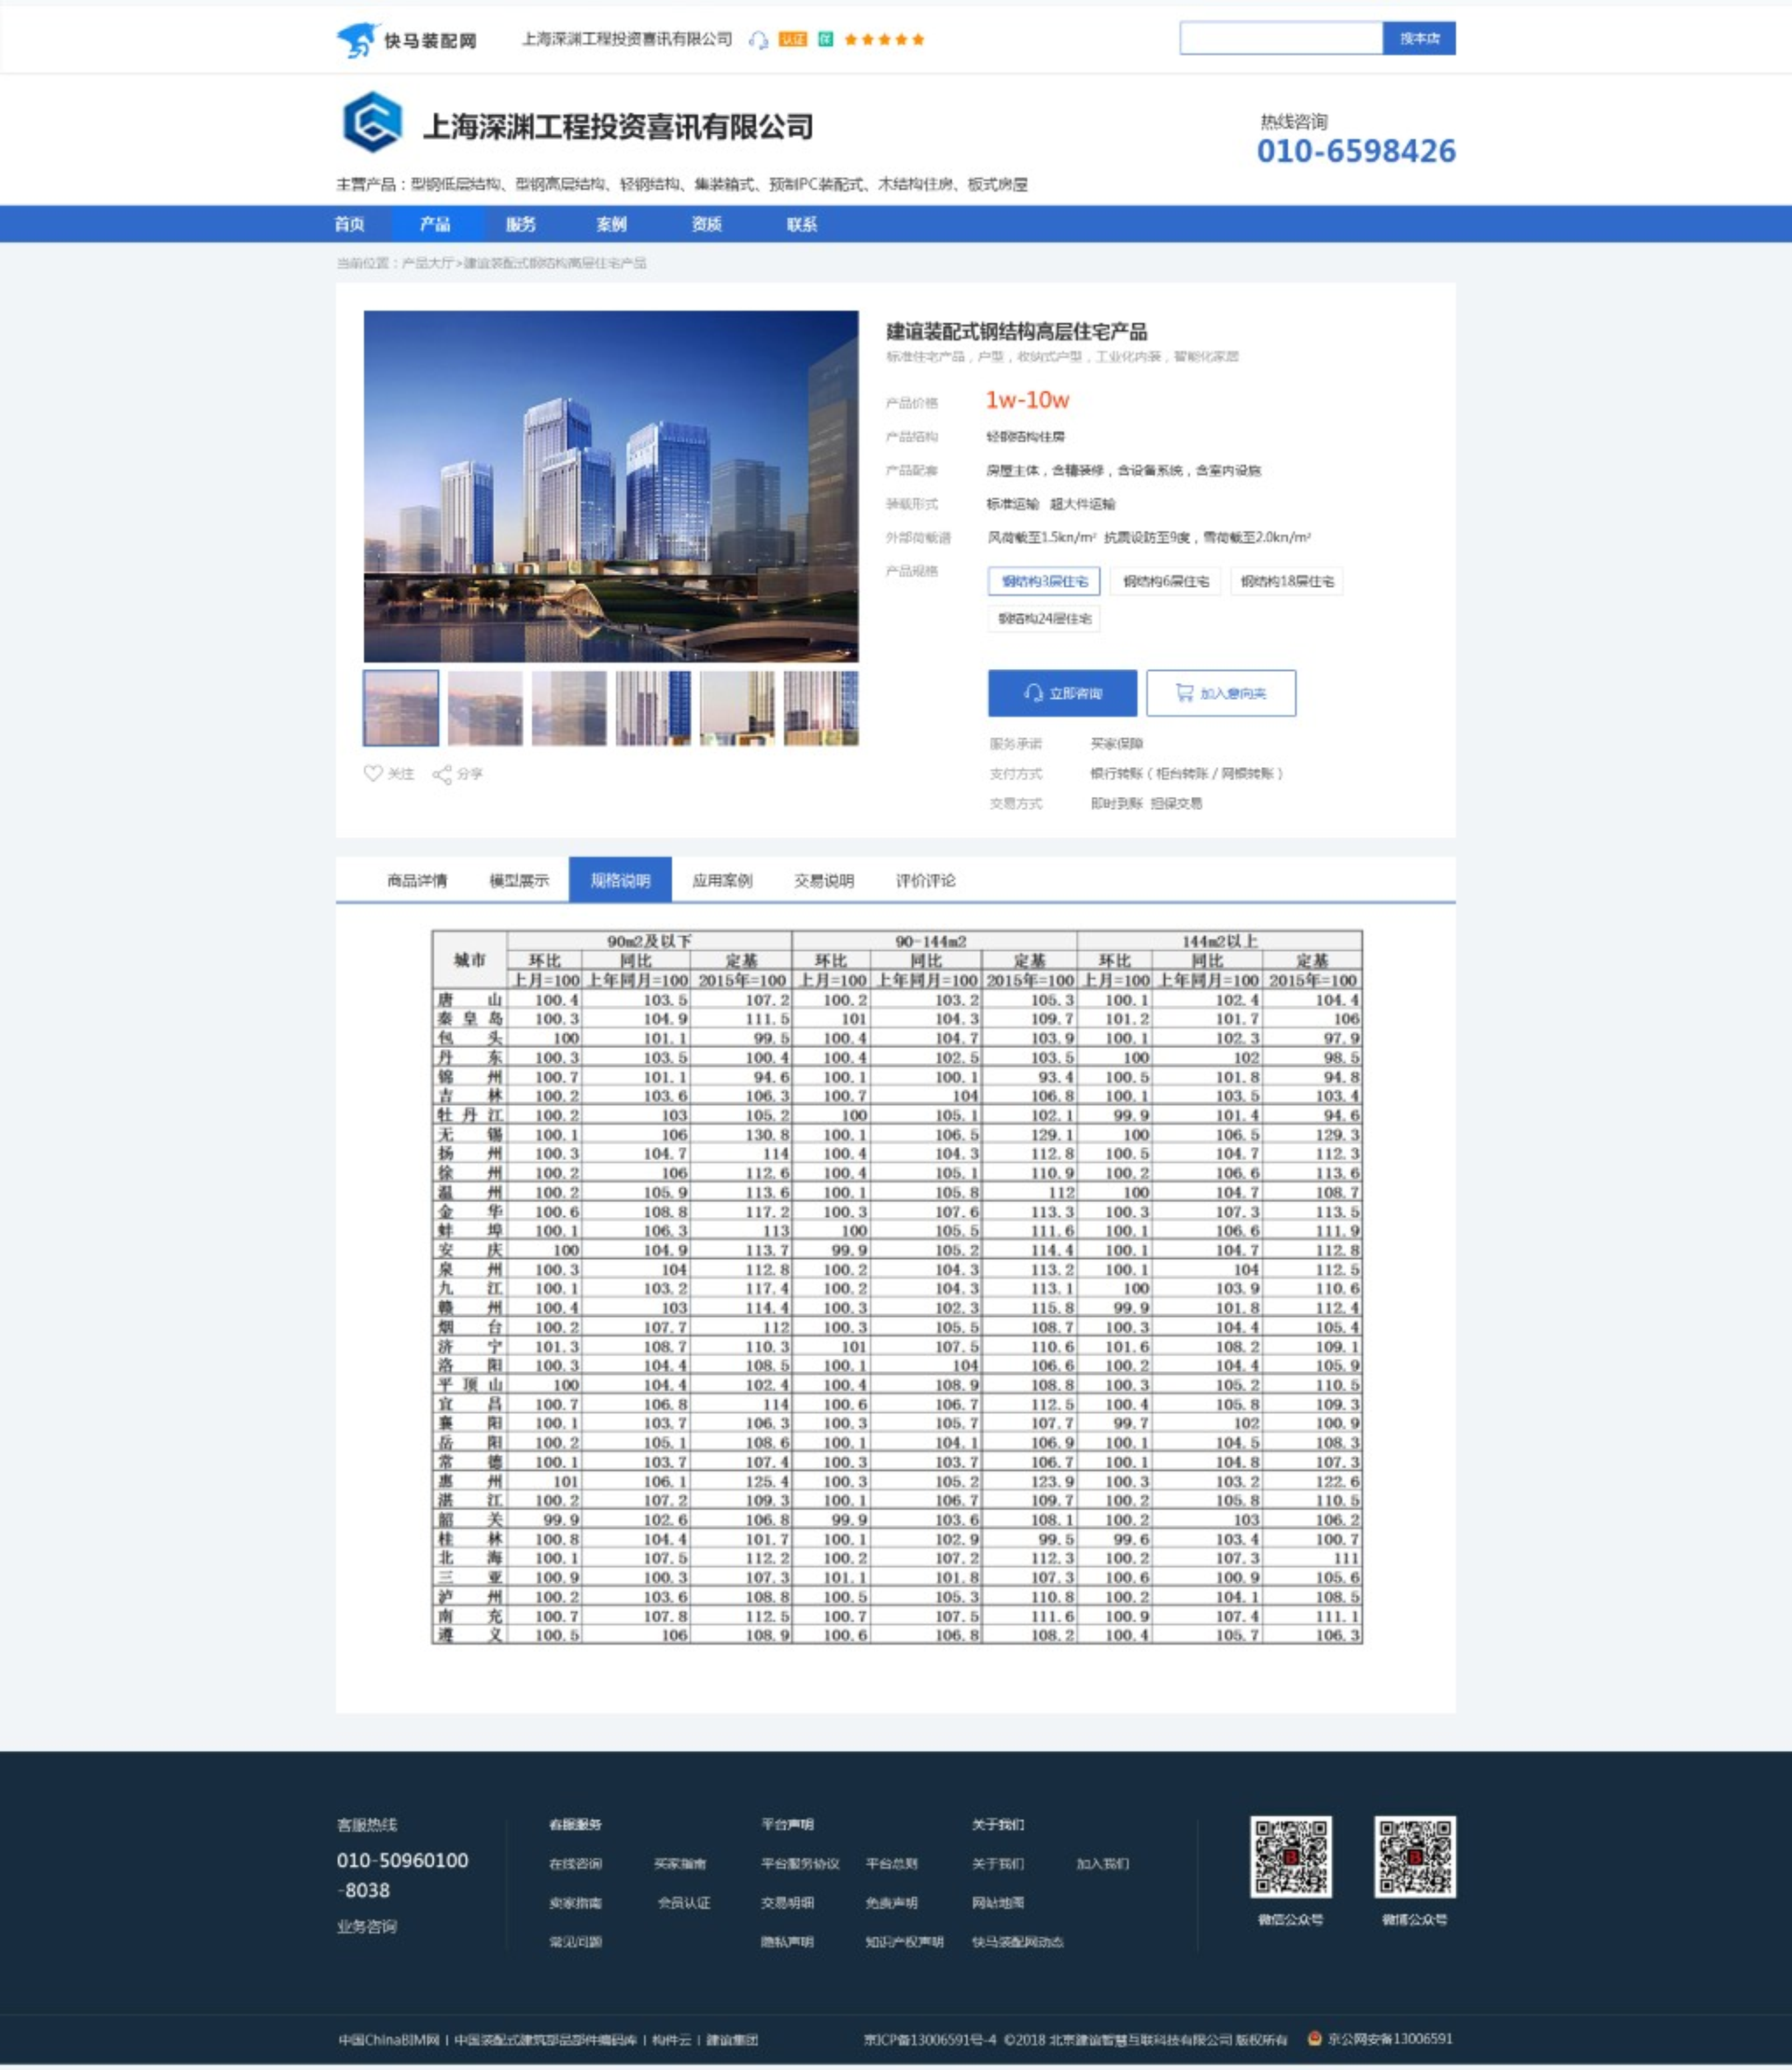 快马装配网 上海深渊工程投资喜讯有限公司 认证 保 搜本店
上海深渊工程投资喜讯有限公司
热线咨询
010-6598426
主营产品：型钢低层结构、型钢高层结构、轻钢结构、集装箱式、预制PC装配式、木结构住房、板式房屋
首页 产品 服务 案例 资质 联系
当前位置：产品大厅>建谊装配式钢结构高层住宅产品
建谊装配式钢结构高层住宅产品
标准住宅产品，户型，收纳式户型，工业化内装，智能化家居
产品价格 1w-10w
产品结构 轻钢结构住房
产品配套 房屋主体，含精装修，含设备系统，含室内设施
装载形式 标准运输 超大件运输
外部荷载谱 风荷载至1.5kn/m² 抗震设防至9度，雪荷载至2.0kn/m²
产品规格 钢结构3层住宅 钢结构6层住宅 钢结构18层住宅
钢结构24层住宅
立即咨询 加入意向夹
服务承诺 买家保障
关注 分享
支付方式 银行转账（柜台转账 / 网银转账）
交易方式 即时到账 担保交易
商品详情 模型展示 规格说明 应用案例 交易说明 评价评论
城市 90m2及以下 90-144m2 144m2以上
环比 同比 定基 环比 同比 定基 环比 同比 定基
上月=100 上年同月=100 2015年=100 上月=100 上年同月=100 2015年=100 上月=100 上年同月=100 2015年=100
唐山 100.4 103.5 107.2 100.2 103.2 105.3 100.1 102.4 104.4
秦皇岛 100.3 104.9 111.5 101 104.3 109.7 101.2 101.7 106
包头 100 101.1 99.5 100.4 104.7 103.9 100.1 102.3 97.9
丹东 100.3 103.5 100.4 100.4 102.5 103.5 100 102 98.5
锦州 100.7 101.1 94.6 100.1 100.1 93.4 100.5 101.8 94.8
吉林 100.2 103.6 106.3 100.7 104 106.8 100.1 103.5 103.4
牡丹江 100.2 103 105.2 100 105.1 102.1 99.9 101.4 94.6
无锡 100.1 106 130.8 100.1 106.5 129.1 100 106.5 129.3
扬州 100.3 104.7 114 100.4 104.3 112.8 100.5 104.7 112.3
徐州 100.2 106 112.6 100.4 105.1 110.9 100.2 106.6 113.6
温州 100.2 105.9 113.6 100.1 105.8 112 100 104.7 108.7
金华 100.6 108.8 117.2 100.3 107.6 113.3 100.3 107.3 113.5
蚌埠 100.1 106.3 113 100 105.5 111.6 100.1 106.6 111.9
安庆 100 104.9 113.7 99.9 105.2 114.4 100.1 104.7 112.8
泉州 100.3 104 112.8 100.2 104.3 113.2 100.1 104 112.5
九江 100.1 103.2 117.4 100.2 104.3 113.1 100 103.9 110.6
赣州 100.4 103 114.4 100.3 102.3 115.8 99.9 101.8 112.4
烟台 100.2 107.7 112 100.3 105.5 108.7 100.3 104.4 105.4
济宁 101.3 108.7 110.3 101 107.5 110.6 101.6 108.2 109.1
洛阳 100.3 104.4 108.5 100.1 104 106.6 100.2 104.4 105.9
平顶山 100 104.4 102.4 100.4 108.9 108.8 100.3 105.2 110.5
宜昌 100.7 106.8 114 100.6 106.7 112.5 100.4 105.8 109.3
襄阳 100.1 103.7 106.3 100.3 105.7 107.7 99.7 102 100.9
岳阳 100.2 105.1 108.6 100.1 104.1 106.9 100.1 104.5 108.3
常德 100.1 103.7 107.4 100.3 103.7 106.7 100.1 104.8 107.3
惠州 101 106.1 125.4 100.3 105.2 123.9 100.3 103.2 122.6
湛江 100.2 107.2 109.3 100.1 106.7 109.7 100.2 105.8 110.5
韶关 99.9 102.6 106.8 99.9 103.6 108.1 100.2 103 106.2
桂林 100.8 104.4 101.7 100.1 102.9 99.5 99.6 103.4 100.7
北海 100.1 107.5 112.2 100.2 107.2 112.3 100.2 107.3 111
三亚 100.9 100.3 107.3 101.1 101.8 107.3 100.6 100.9 105.6
泸州 100.2 103.6 108.8 100.5 105.3 110.8 100.2 104.1 108.5
南充 100.7 107.8 112.5 100.7 107.5 111.6 100.9 107.4 111.1
遵义 100.5 106 108.9 100.6 106.8 108.2 100.4 105.7 106.3
客服热线 客服服务 平台声明 关于我们
010-50960100
-8038
业务咨询
在线咨询 买家指南 平台服务协议 平台总则 关于我们 加入我们
卖家指南 会员认证 交易明细 免责声明 网站地图
常见问题 隐私声明 知识产权声明 快马装配网动态
微信公众号 微博公众号
中国ChinaBIM网 | 中国装配式建筑部品部件编码库 | 构件云 | 建谊集团 京ICP备13006591号-4 ©2018 北京建谊智慧互联科技有限公司 版权所有 京公网安备13006591